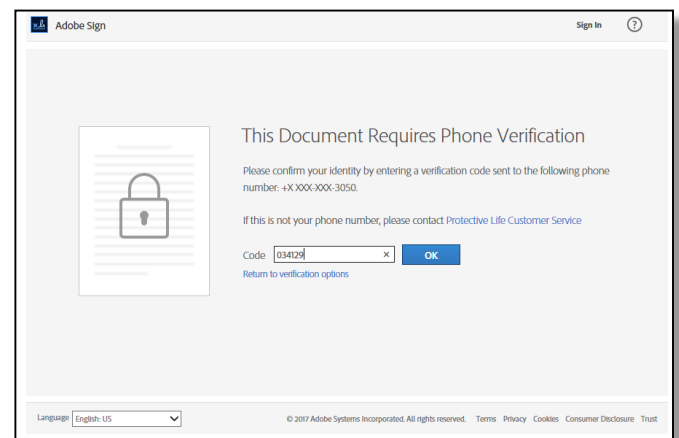 Adobe Sign
Sign In
?
This Document Requires Phone Verification
Please confirm your identity by entering a verification code sent to the following phone
number: +X XXX-XXX-3050.
If this is not your phone number, please contact Protective Life Customer Service
Code 034129 × OK
Return to verification options
Language English: US
© 2017 Adobe Systems Incorporated. All rights reserved. Terms Privacy Cookies Consumer Disclosure Trust